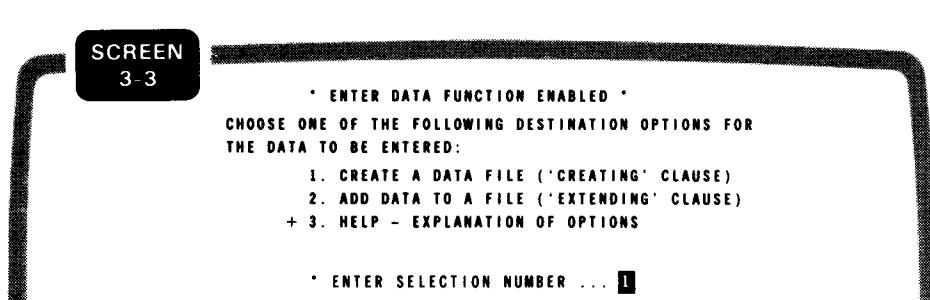 SCREEN
3-3
* ENTER DATA FUNCTION ENABLED *
CHOOSE ONE OF THE FOLLOWING DESTINATION OPTIONS FOR
THE DATA TO BE ENTERED:
1. CREATE A DATA FILE ('CREATING' CLAUSE)
2. ADD DATA TO A FILE ('EXTENDING' CLAUSE)
+ 3. HELP - EXPLANATION OF OPTIONS
* ENTER SELECTION NUMBER ... 1